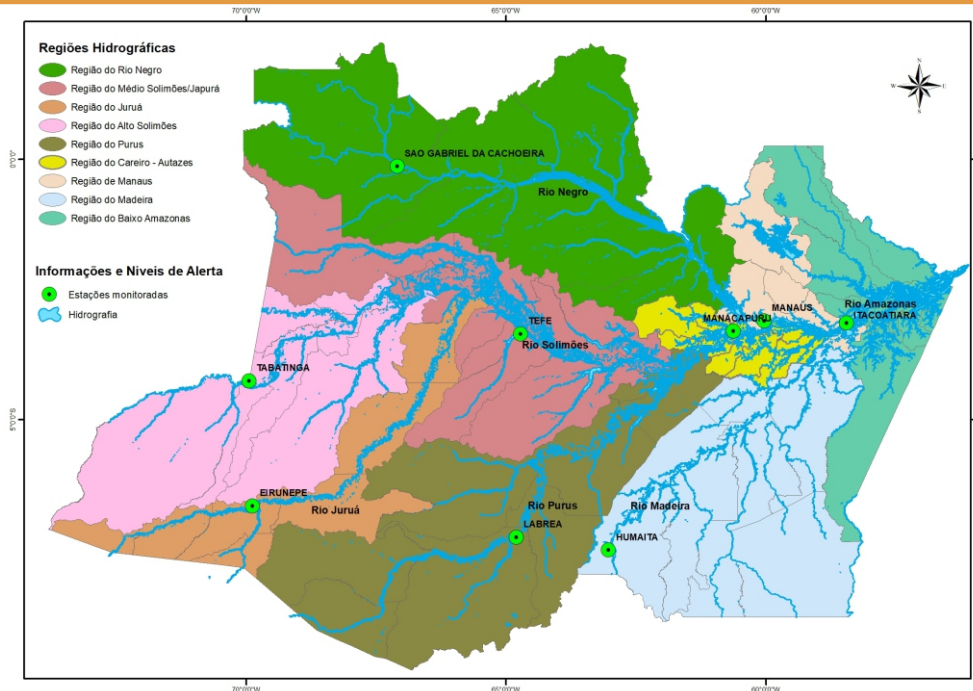 70°0'0"W
65°0'0"W
60°0'0"W
Regiões Hidrográficas
Região do Rio Negro
Região do Médio Solimões/Japurá
Região do Juruá
Região do Alto Solimões
Região do Purus
Região do Careiro - Autazes
Região de Manaus
Região do Madeira
Região do Baixo Amazonas
Informações e Niveis de Alerta
Estações monitoradas
Hidrografia
N
W
E
S
0°0'0"
5°0'0"S
SAO GABRIEL DA CACHOEIRA
Rio Negro
MANAUS
Rio Amazonas
MANACAPURU
ITACOATIARA
TEFE
Rio Solimões
TABATINGA
EIRUNEPE
Rio Juruá
Rio Purus
Rio Madeira
LABREA
HUMAITA
70°0'0"W
65°0'0"W
60°0'0"W